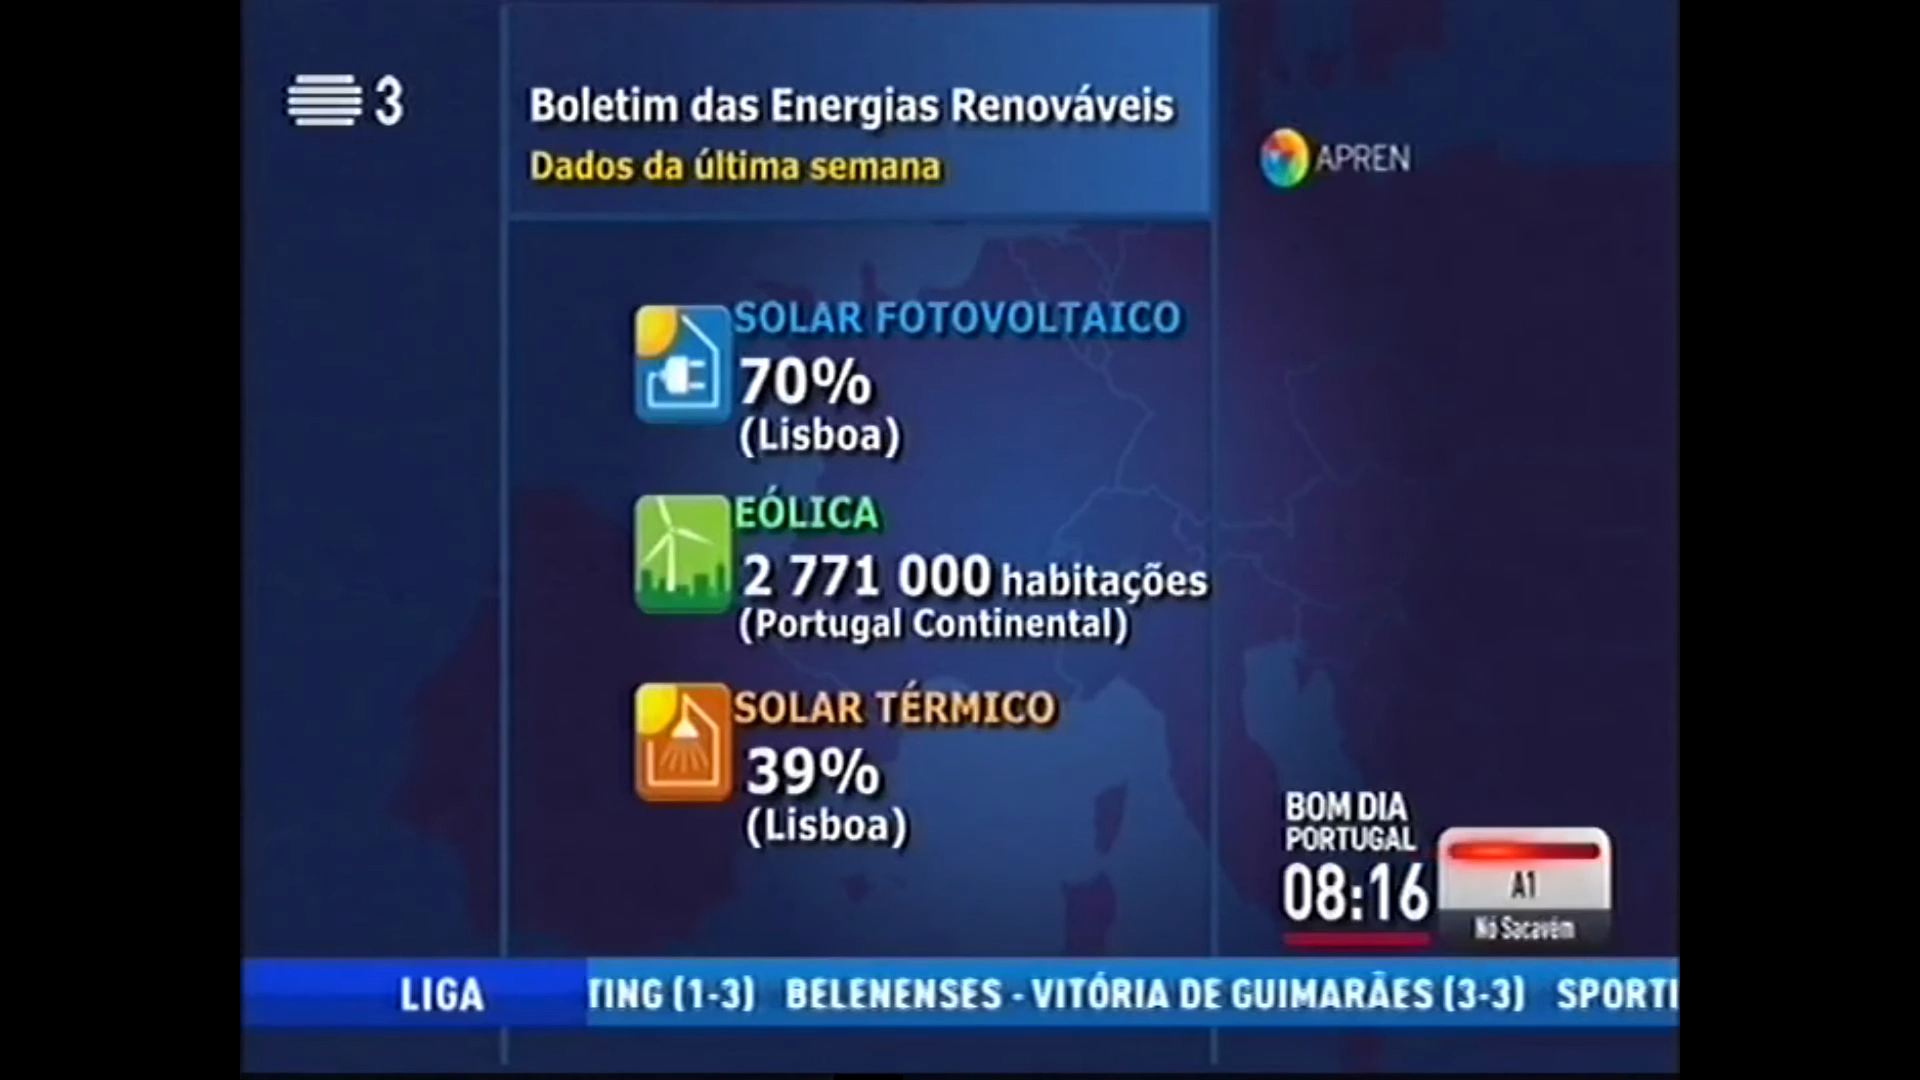 3
Boletim das Energias Renováveis
Dados da última semana
APREN
SOLAR FOTOVOLTAICO
70%
(Lisboa)
EÓLICA
2 771 000 habitações
(Portugal Continental)
SOLAR TÉRMICO
39%
(Lisboa)
BOM DIA
PORTUGAL
08:16
A1
Nó Sacavém
LIGA TING (1-3) BELENENSES - VITÓRIA DE GUIMARÃES (3-3) SPORTI